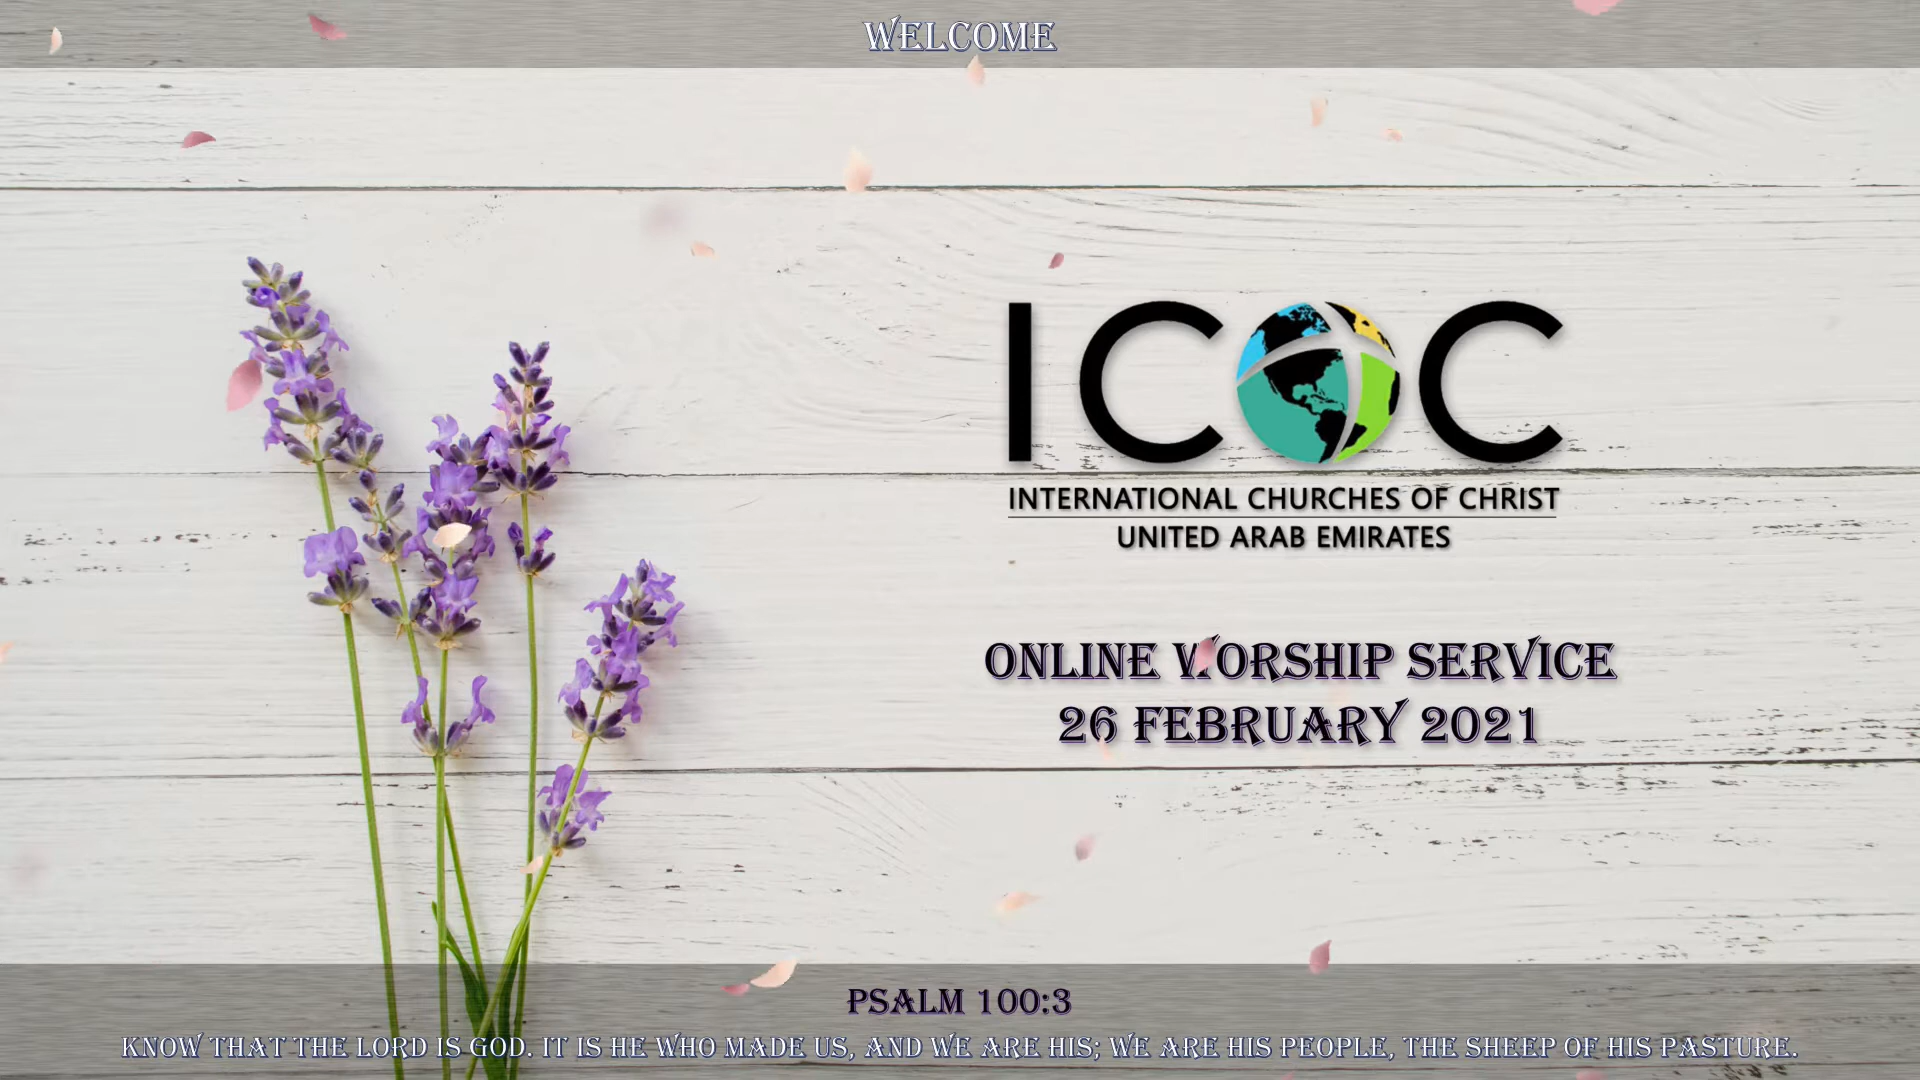 WELCOME
ICOC
INTERNATIONAL CHURCHES OF CHRIST
UNITED ARAB EMIRATES
ONLINE WORSHIP SERVICE
26 FEBRUARY 2021
PSALM 100:3
KNOW THAT THE LORD IS GOD. IT IS HE WHO MADE US, AND WE ARE HIS; WE ARE HIS PEOPLE, THE SHEEP OF HIS PASTURE.